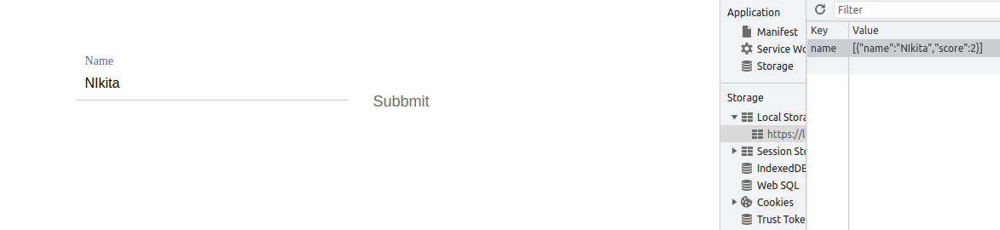 Name
NIkita
Subbmit
Application
Manifest
Service Wo
Storage
Storage
Local Stora
https://l
Session Sto
IndexedDB
Web SQL
Cookies
Trust Toke
Filter
Key Value
name [{"name":"NIkita","score":2}]